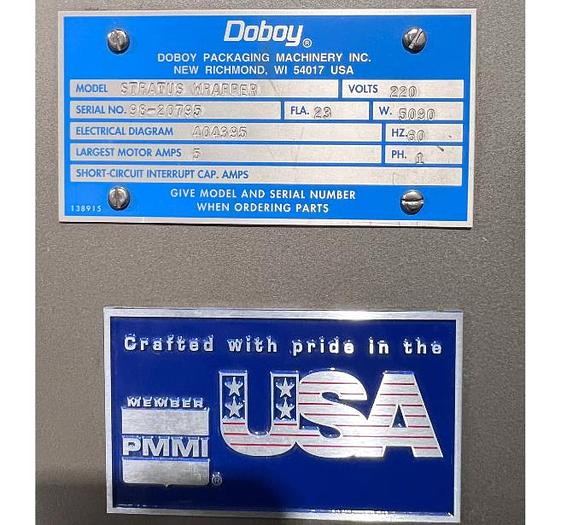 Doboy®
DOBOY PACKAGING MACHINERY INC.
NEW RICHMOND, WI 54017 USA
MODEL STRATUS WRAPPER VOLTS 220
SERIAL NO. 96-20795 FLA. 23 W. 5090
ELECTRICAL DIAGRAM 404395 HZ. 60
LARGEST MOTOR AMPS 5 PH. 1
SHORT-CIRCUIT INTERRUPT CAP. AMPS
GIVE MODEL AND SERIAL NUMBER
138915 WHEN ORDERING PARTS
Crafted with pride in the
USA
MEMBER
PMMI®